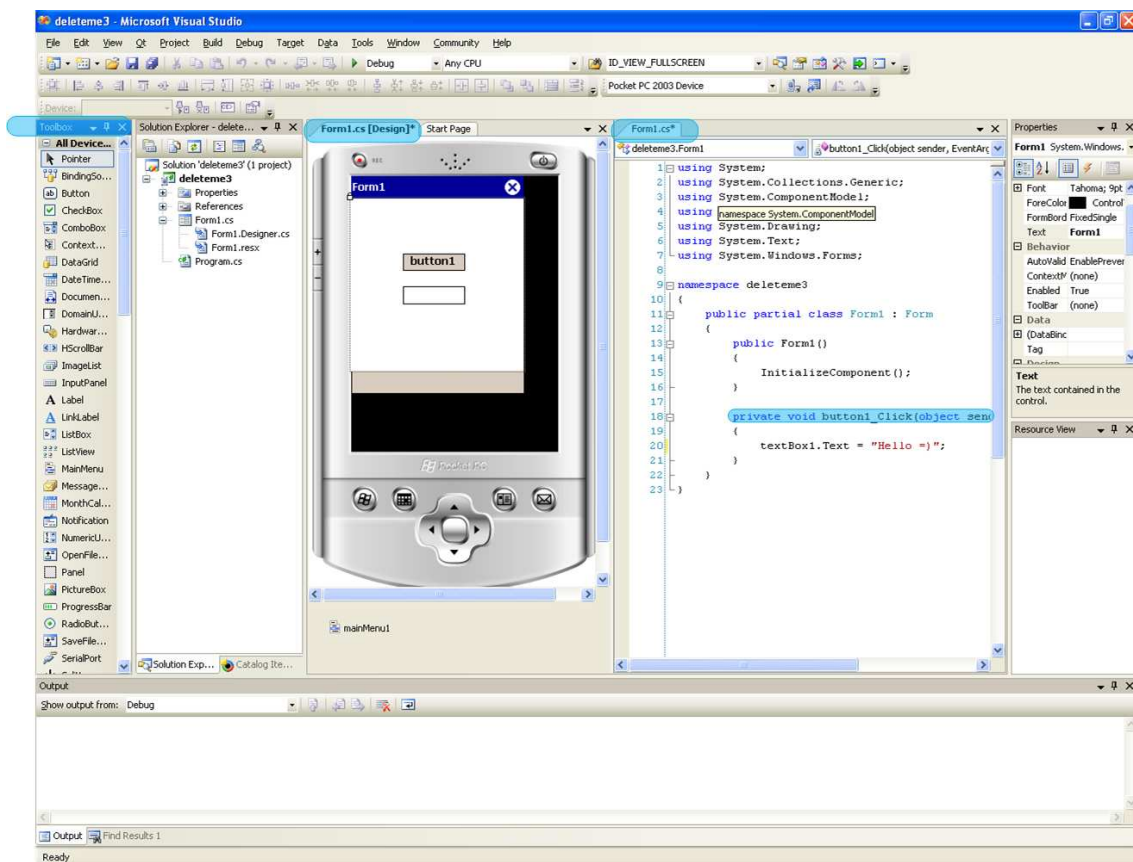 deleteme3 - Microsoft Visual Studio
File Edit View Qt Project Build Debug Target Data Tools Window Community Help
Debug Any CPU ID_VIEW_FULLSCREEN
Pocket PC 2003 Device
Device:
Toolbox
All Device...
Pointer
BindingSo...
Button
CheckBox
ComboBox
Context...
DataGrid
DateTime...
Documen...
DomainU...
Hardwar...
HScrollBar
ImageList
InputPanel
Label
LinkLabel
ListBox
ListView
MainMenu
Message...
MonthCal...
Notification
NumericU...
OpenFile...
Panel
PictureBox
ProgressBar
RadioBut...
SaveFile...
SerialPort
Solution Explorer - delete...
Solution 'deleteme3' (1 project)
deleteme3
Properties
References
Form1.cs
Form1.Designer.cs
Form1.resx
Program.cs
Solution Exp... Catalog Ite...
Form1.cs [Design]* Start Page
Form1
button1
Pocket PC
mainMenu1
Form1.cs*
deleteme3.Form1 button1_Click(object sender, EventArg
1 using System;
2 using System.Collections.Generic;
3 using System.ComponentModel;
4 using namespace System.ComponentModel
5 using System.Drawing;
6 using System.Text;
7 using System.Windows.Forms;
8
9 namespace deleteme3
10 {
11 public partial class Form1 : Form
12 {
13 public Form1()
14 {
15 InitializeComponent();
16 }
17
18 private void button1_Click(object send
19 {
20 textBox1.Text = "Hello =)";
21 }
22 }
23 }
Properties
Form1 System.Windows.
Font Tahoma; 9pt
ForeColor Control
FormBord FixedSingle
Text Form1
Behavior
AutoValid EnablePrever
ContextM (none)
Enabled True
ToolBar (none)
Data
(DataBinc
Tag
Design
Text
The text contained in the
control.
Resource View
Output
Show output from: Debug
Output Find Results 1
Ready